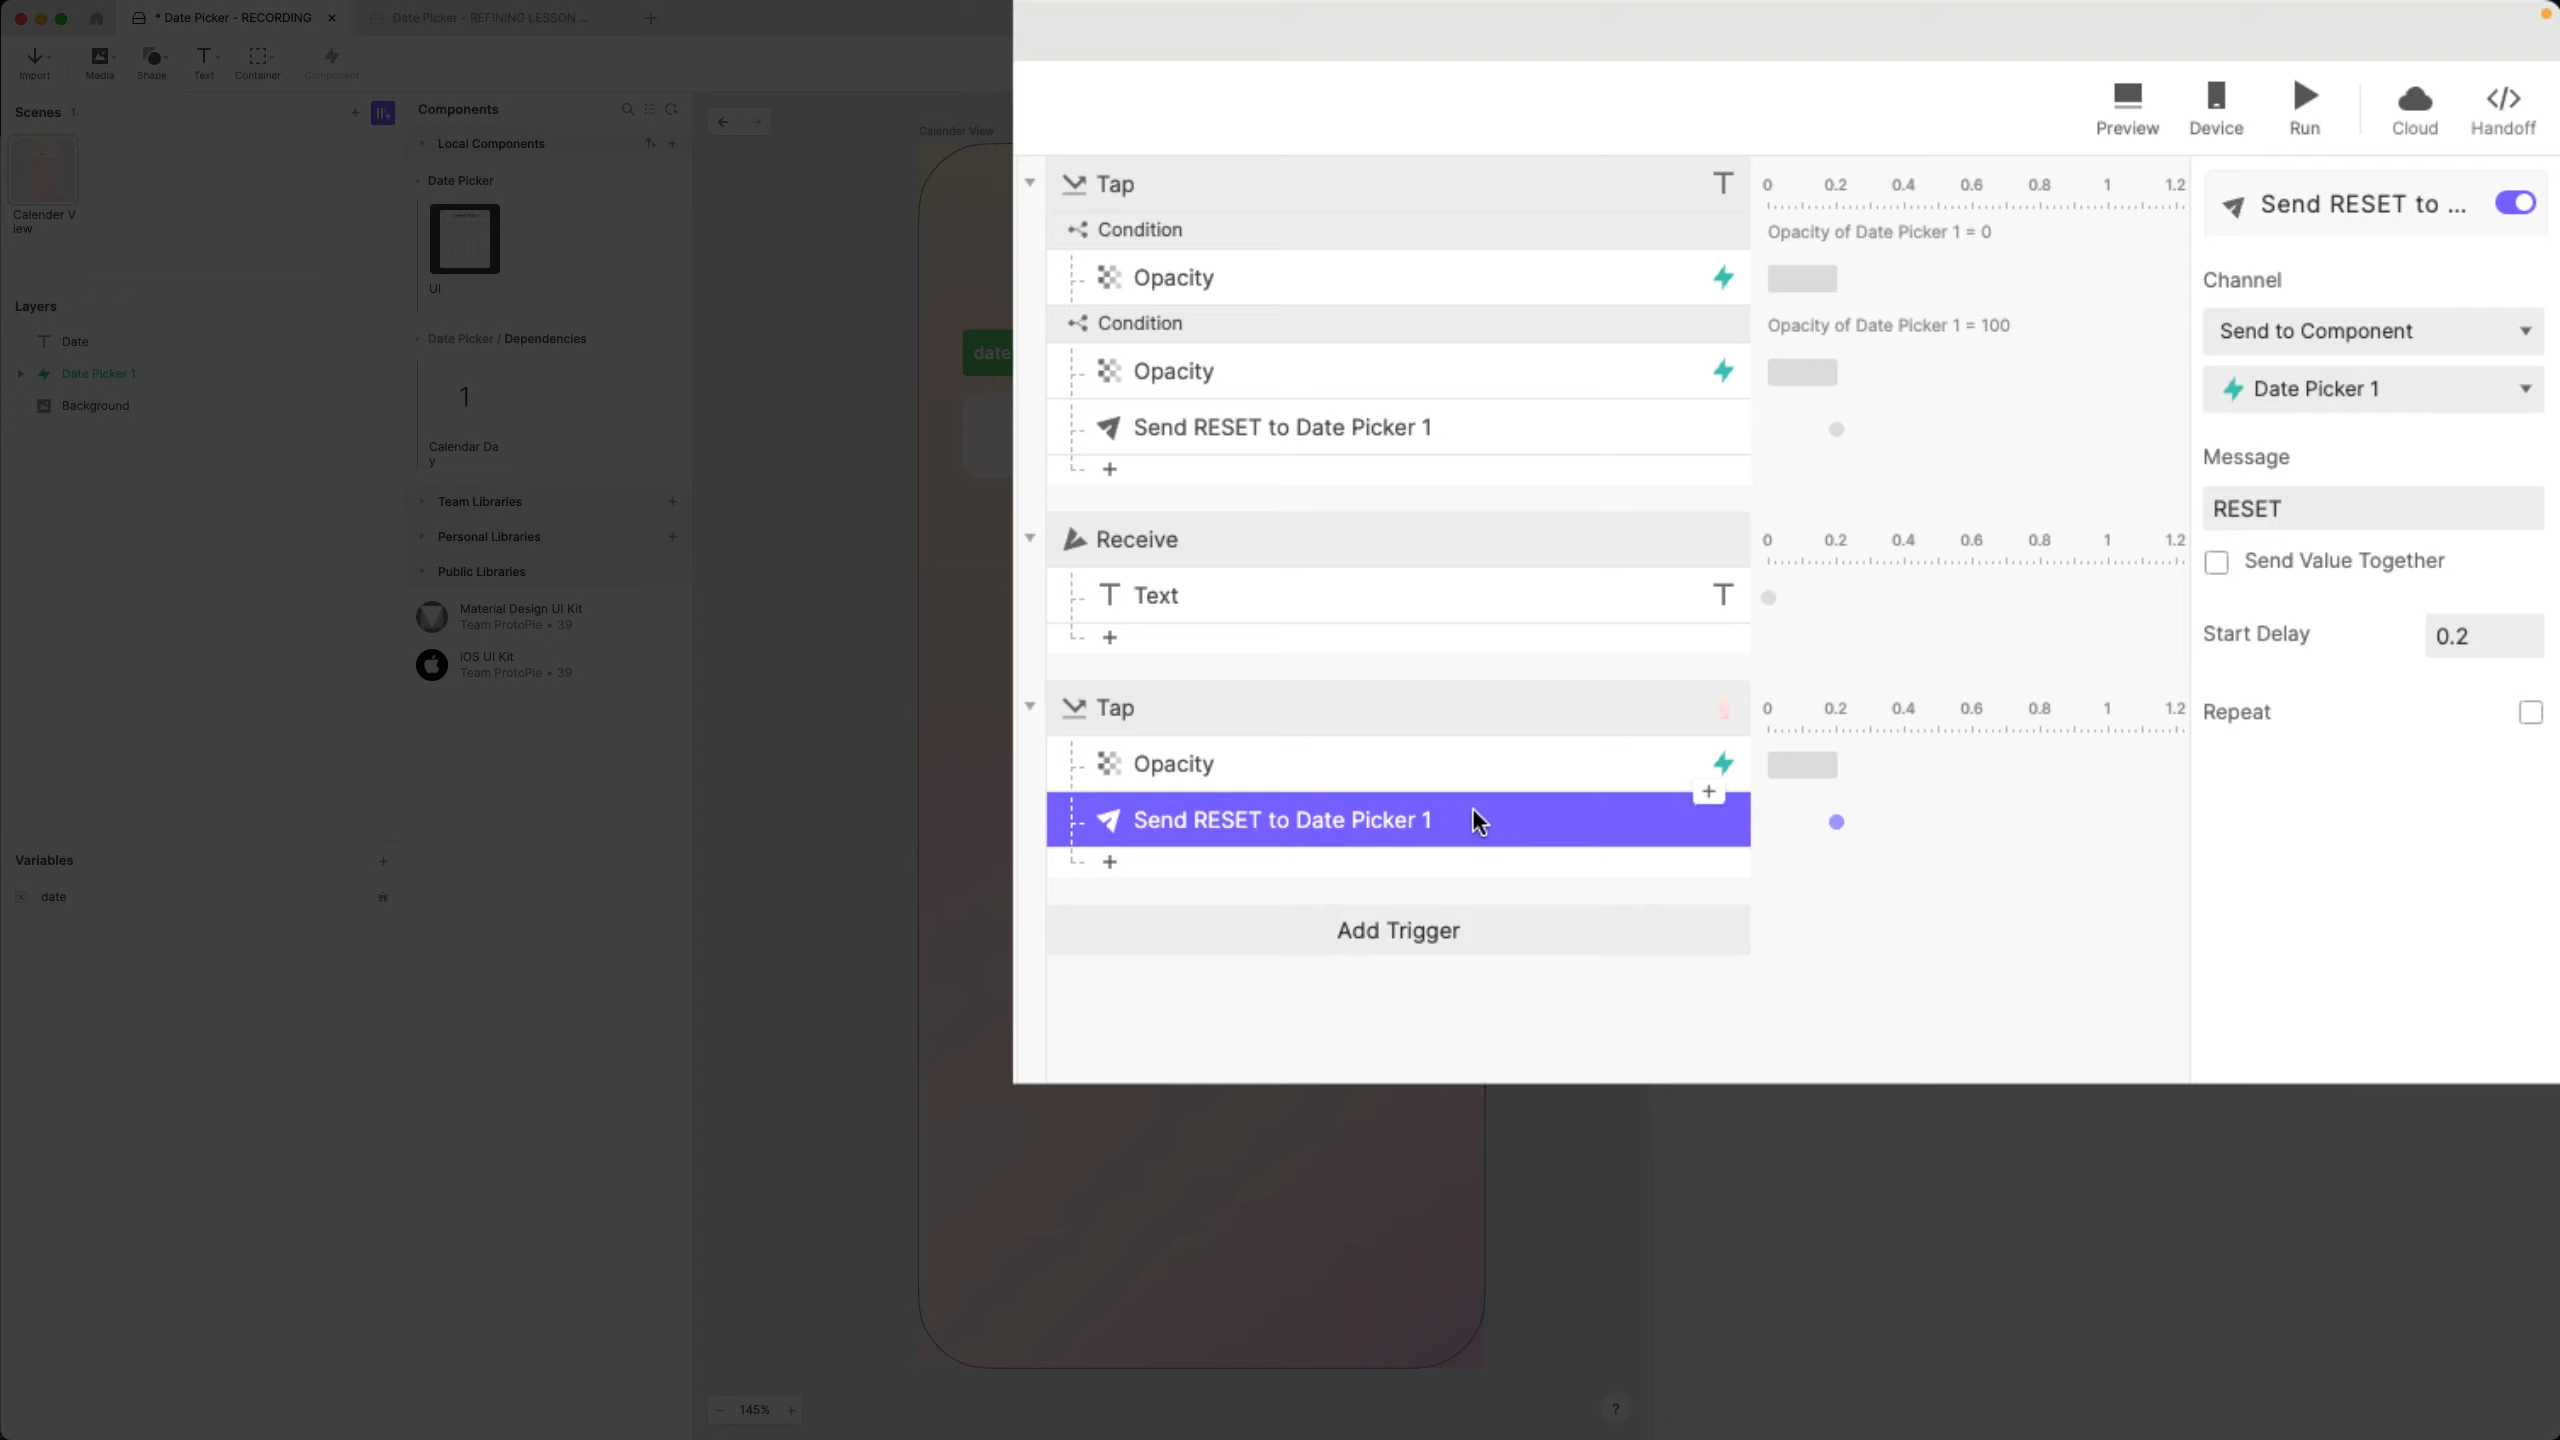 * Date Picker - RECORDING
Date Picker - REFINING LESSON ...
Import
Media
Shape
Text
Container
Component
Scenes 1
Calender V
iew
Layers
Date
Date Picker 1
Background
Variables
date
Components
Local Components
Date Picker
UI
Date Picker / Dependencies
1
Calendar Da
y
Team Libraries
Personal Libraries
Public Libraries
Material Design UI Kit
Team ProtoPie • 39
iOS UI Kit
Team ProtoPie • 39
Calender View
date
145%
?
Preview
Device
Run
Cloud
Handoff
Tap
0 0.2 0.4 0.6 0.8 1 1.2
Condition
Opacity of Date Picker 1 = 0
Opacity
Condition
Opacity of Date Picker 1 = 100
Opacity
Send RESET to Date Picker 1
Receive
0 0.2 0.4 0.6 0.8 1 1.2
Text
Tap
0 0.2 0.4 0.6 0.8 1 1.2
Opacity
Send RESET to Date Picker 1
Add Trigger
Send RESET to ...
Channel
Send to Component
Date Picker 1
Message
RESET
Send Value Together
Start Delay 0.2
Repeat